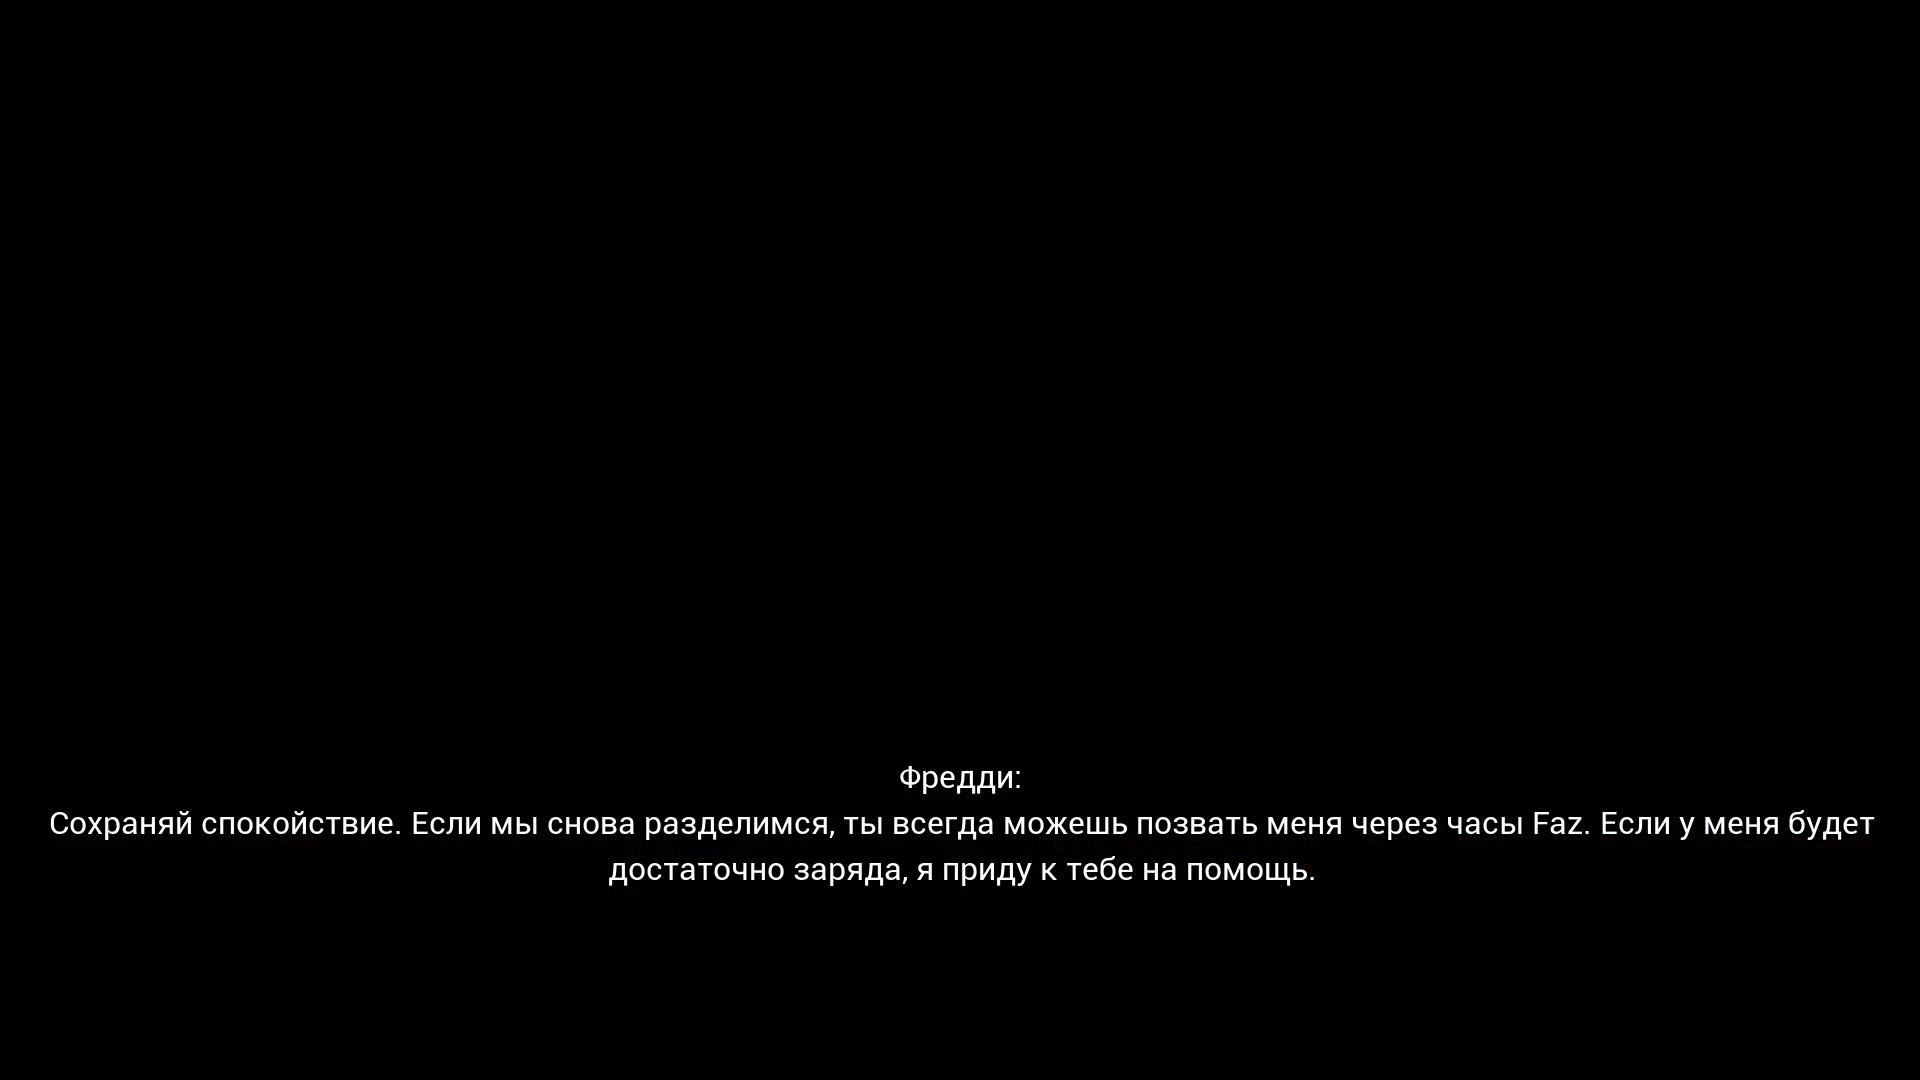 Фредди:
Сохраняй спокойствие. Если мы снова разделимся, ты всегда можешь позвать меня через часы Faz. Если у меня будет
достаточно заряда, я приду к тебе на помощь.